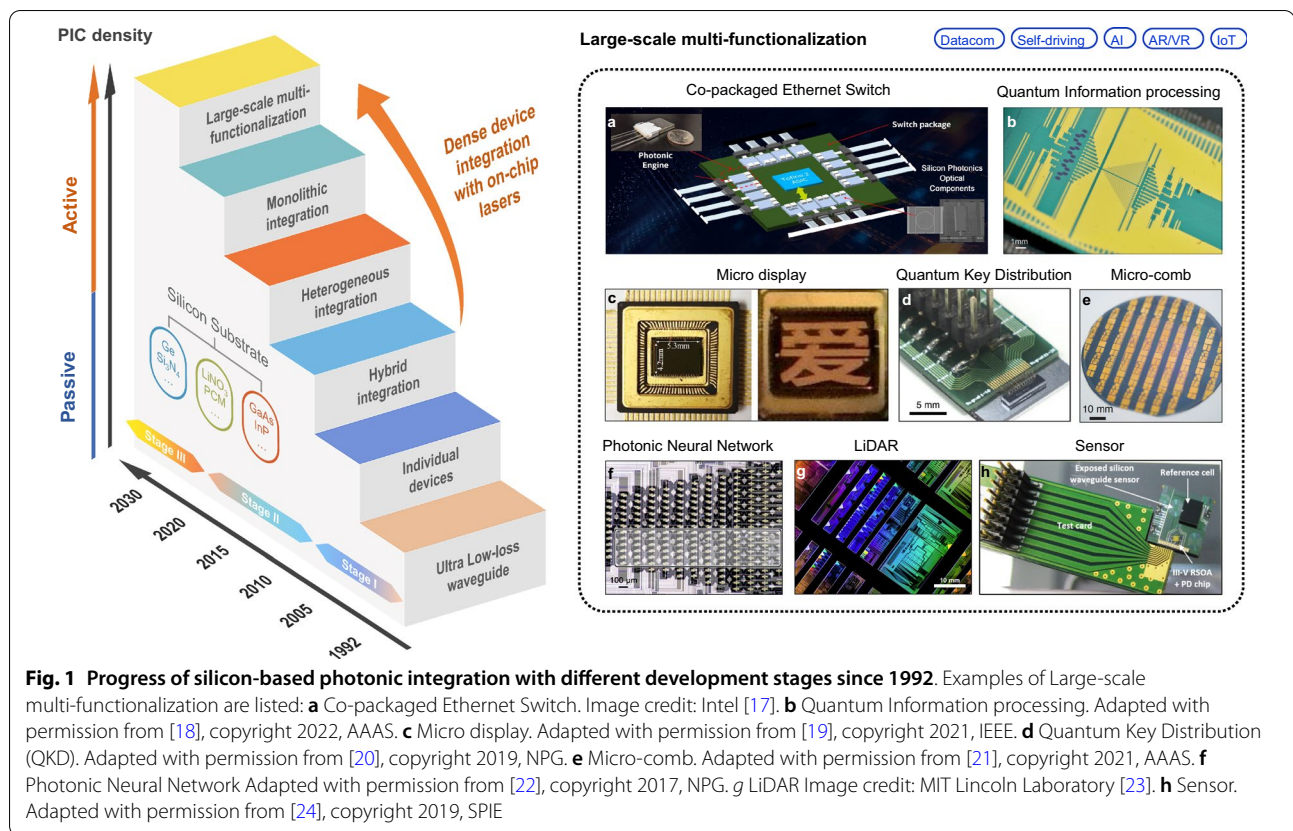 PIC density
Large-scale multi-
functionalization
Monolithic
integration
Heterogeneous
integration
Hybrid
integration
Individual
devices
Ultra Low-loss
waveguide
Dense device
integration
with on-chip
lasers
Active
Passive
Silicon Substrate
Ge
Si3N4
...
LiNO3
PCM
...
GaAs
InP
...
Stage III
Stage II
Stage I
2030
2020
2015
2010
2005
1992
Large-scale multi-functionalization
Datacom
Self-driving
AI
AR/VR
IoT
Co-packaged Ethernet Switch
a
Photonic
Engine
Switch package
Silicon Photonics
Optical
Components
Quantum Information processing
b
1mm
Micro display
c
5.3mm
4.2mm
爱
Quantum Key Distribution
d
5 mm
Micro-comb
e
10 mm
Photonic Neural Network
f
100 μm
LiDAR
g
10 mm
Sensor
h
Exposed silicon
waveguide sensor
Reference cell
Test card
III-V RSOA
+ PD chip
Fig. 1 Progress of silicon-based photonic integration with different development stages since 1992. Examples of Large-scale
multi-functionalization are listed: a Co-packaged Ethernet Switch. Image credit: Intel [17]. b Quantum Information processing. Adapted with
permission from [18], copyright 2022, AAAS. c Micro display. Adapted with permission from [19], copyright 2021, IEEE. d Quantum Key Distribution
(QKD). Adapted with permission from [20], copyright 2019, NPG. e Micro-comb. Adapted with permission from [21], copyright 2021, AAAS. f
Photonic Neural Network Adapted with permission from [22], copyright 2017, NPG. g LiDAR Image credit: MIT Lincoln Laboratory [23]. h Sensor.
Adapted with permission from [24], copyright 2019, SPIE